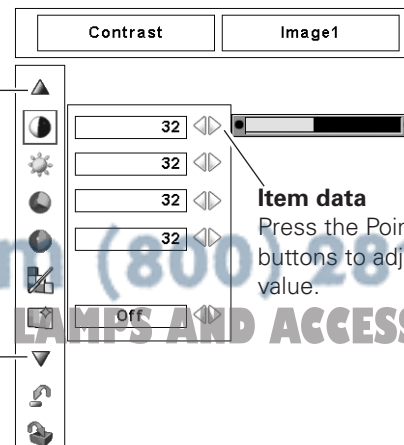 Contrast Image1
32
32
32
32
Off
Item data
Press the Poin
buttons to adj
value.
m (800) 28
LAMPS AND ACCESS